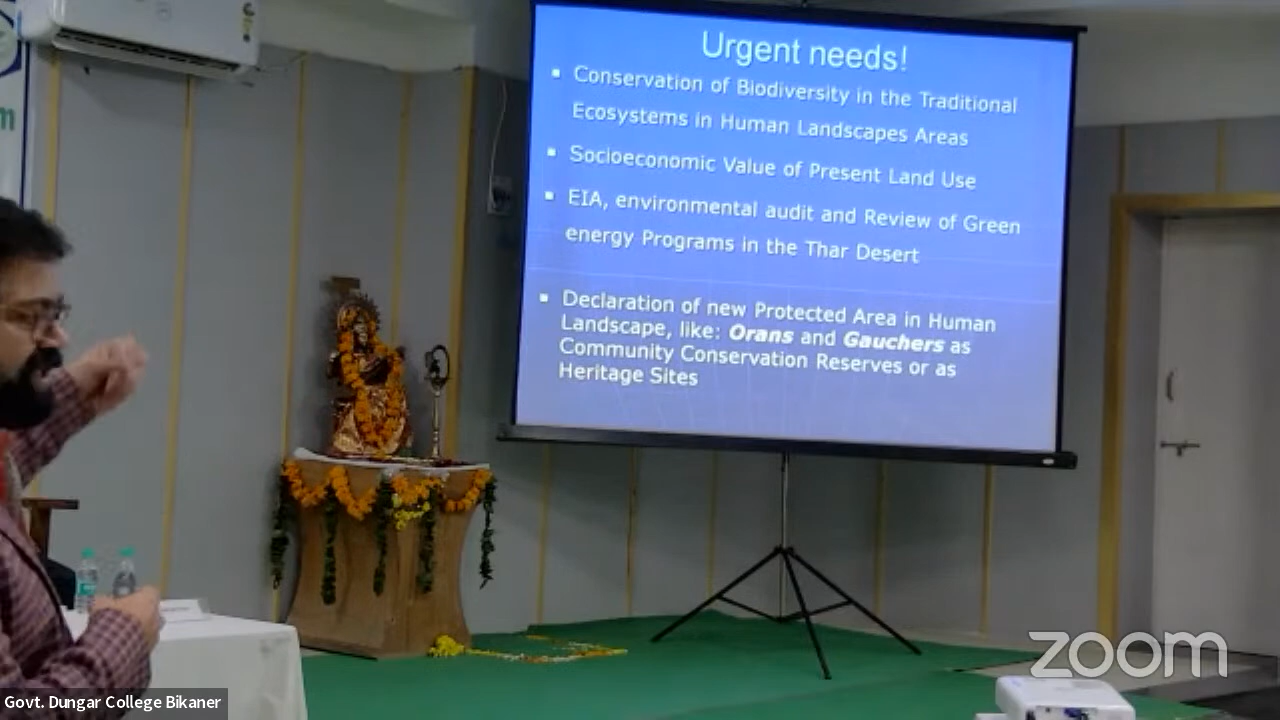 m
Urgent needs!
▪ Conservation of Biodiversity in the Traditional
Ecosystems in Human Landscapes Areas
▪ Socioeconomic Value of Present Land Use
▪ EIA, environmental audit and Review of Green
energy Programs in the Thar Desert
▪ Declaration of new Protected Area in Human
Landscape, like: Orans and Gauchers as
Community Conservation Reserves or as
Heritage Sites
zoom
Govt. Dungar College Bikaner